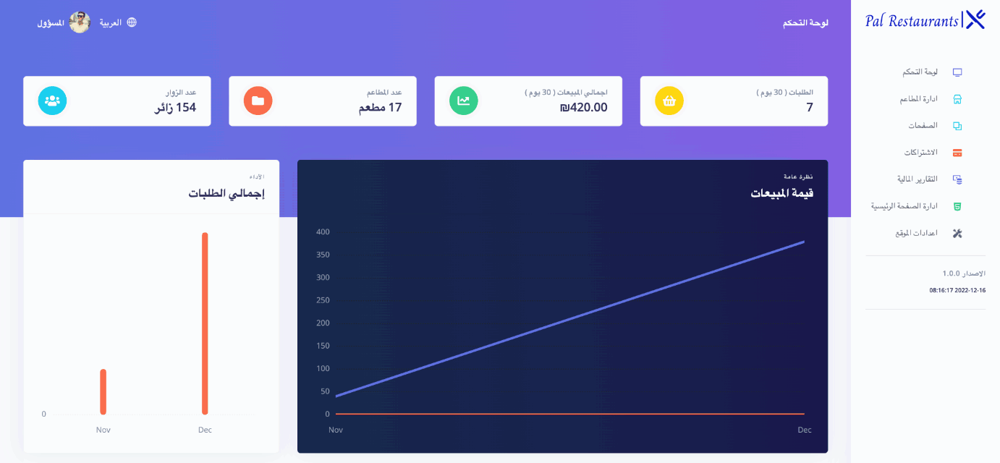 Pal Restaurants
لوحة التحكم
ادارة المطاعم
الصفحات
الاشتراكات
التقارير المالية
ادارة الصفحة الرئيسية
اعدادات الموقع
الاصدار 1.0.0
08:16:17 2022-12-16
لوحة التحكم
العربية
المسؤول
الطلبات ( 30 يوم )
7
اجمالي المبيعات ( 30 يوم )
₪420.00
عدد المطاعم
17 مطعم
عدد الزوار
154 زائر
نظرة عامة
قيمة المبيعات
400
350
300
250
200
150
100
50
0
Nov Dec
الأداء
إجمالي الطلبات
0
Nov Dec